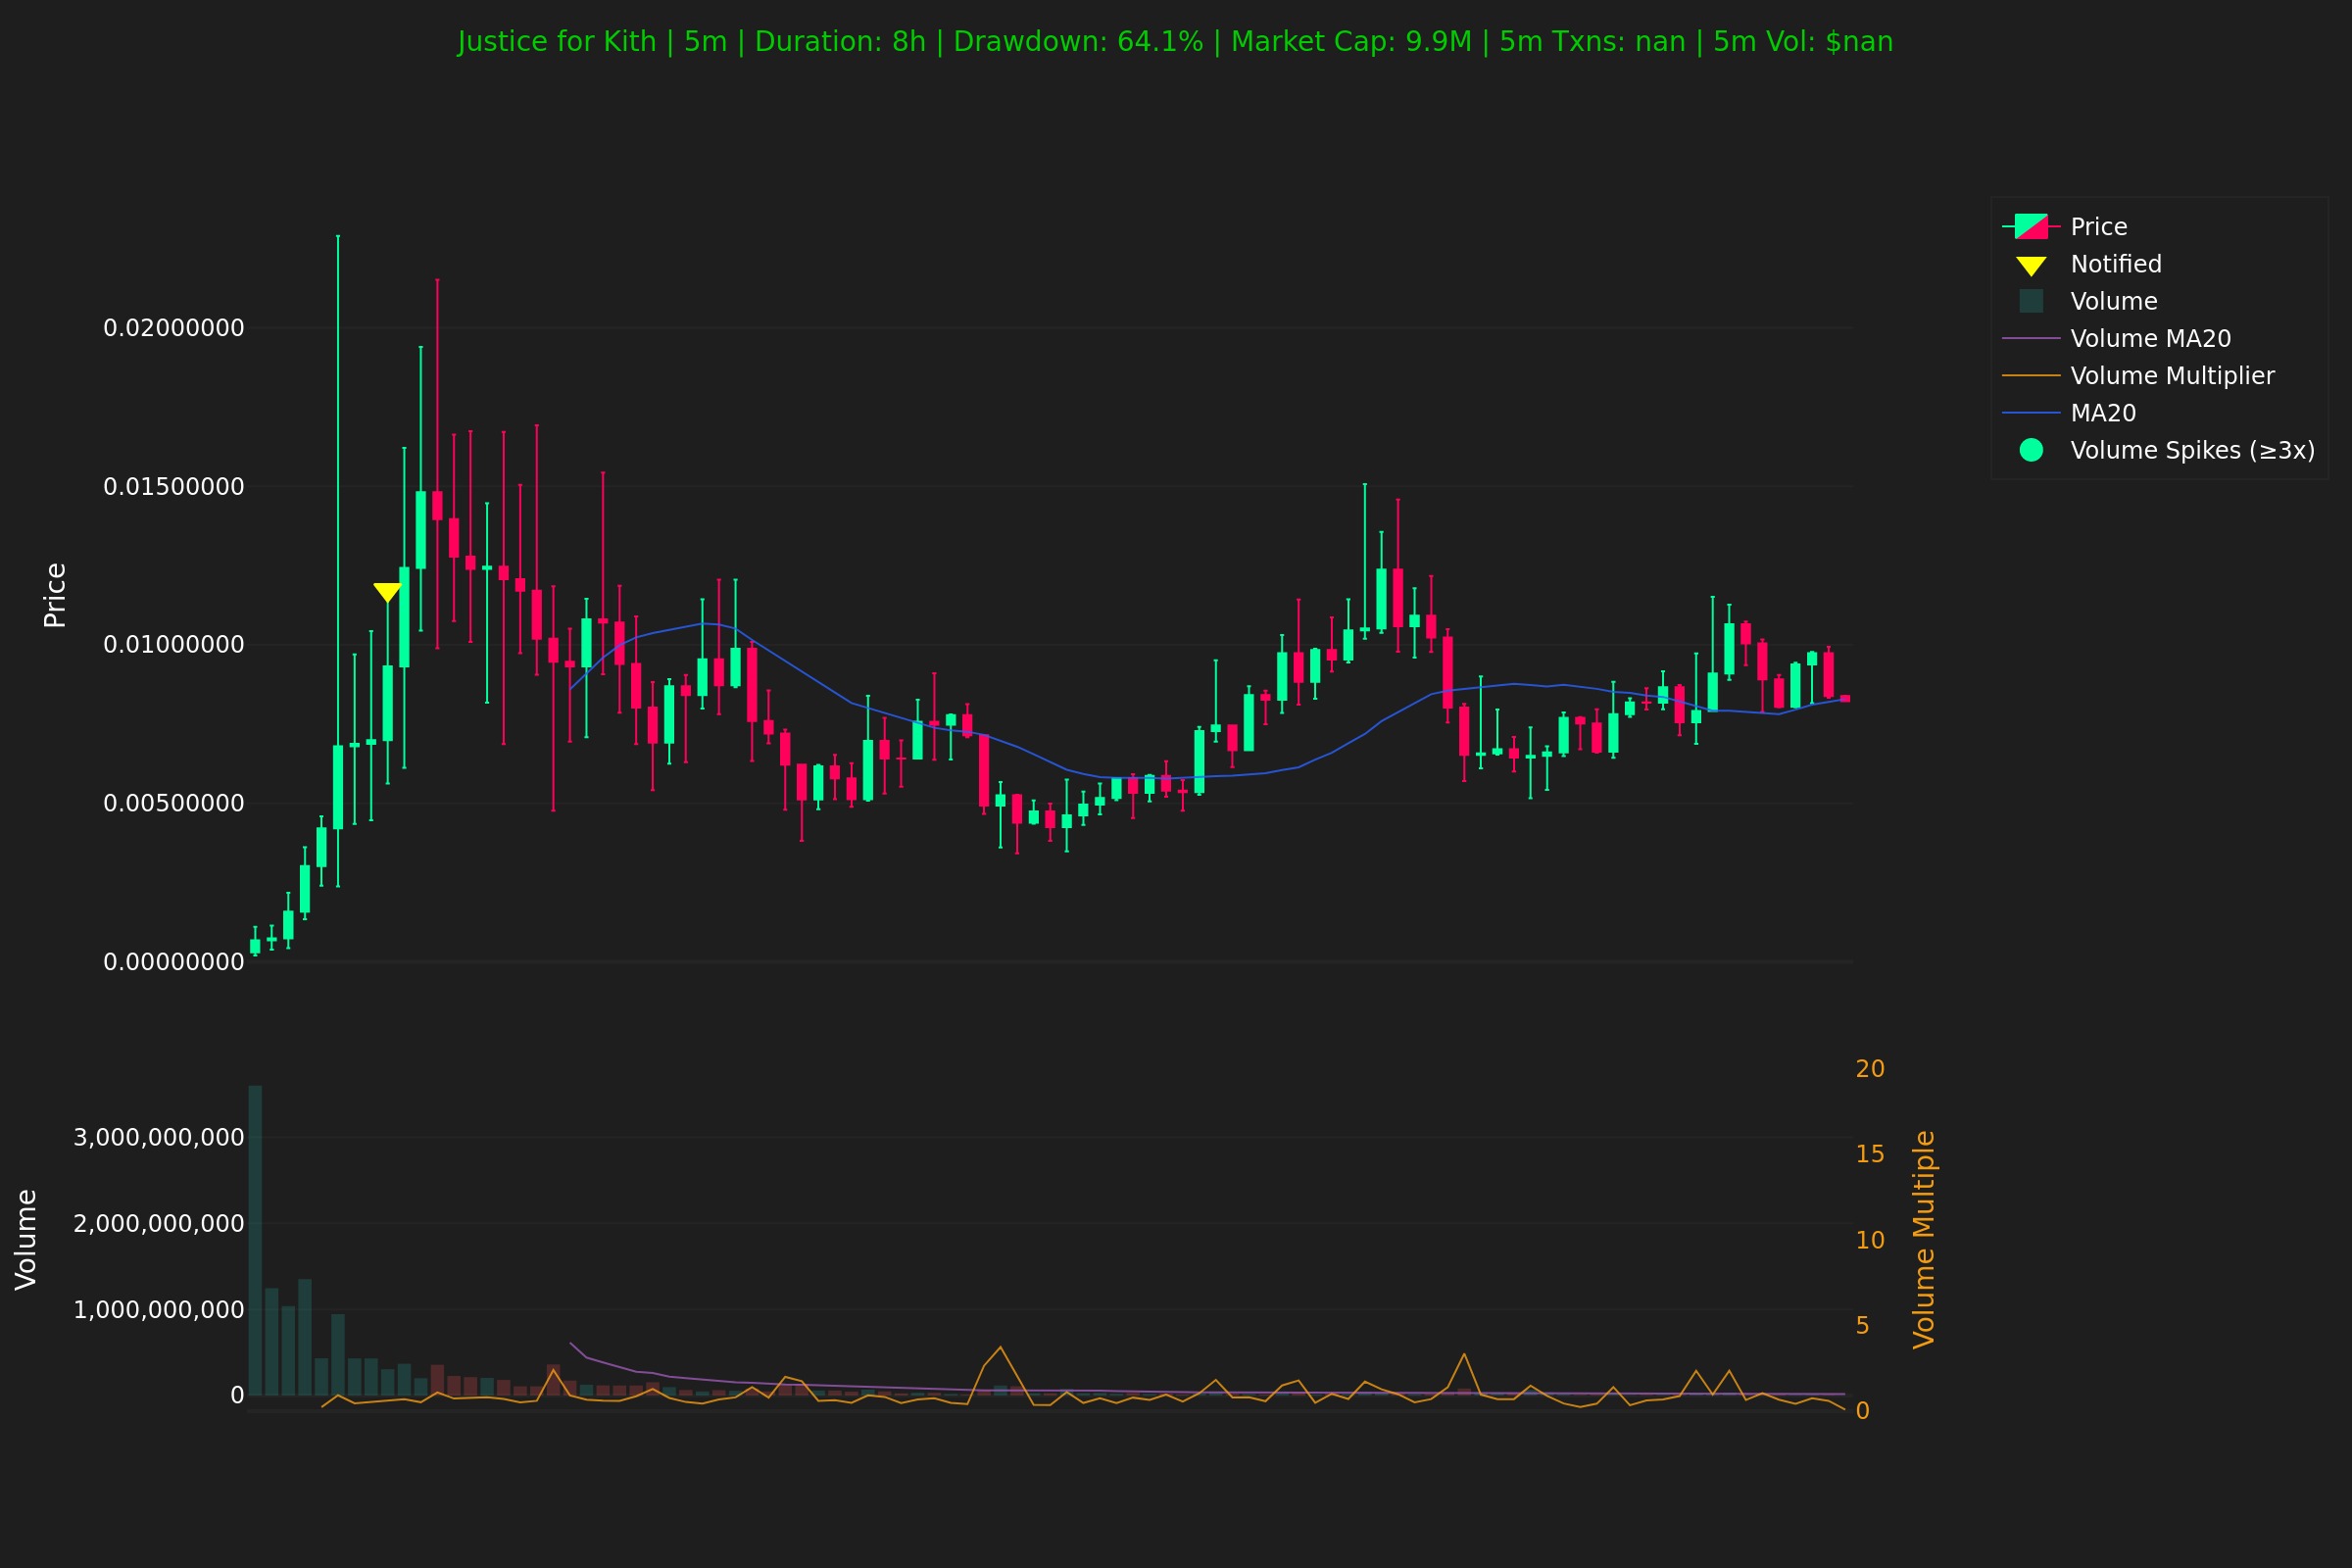 Justice for Kith | 5m | Duration: 8h | Drawdown: 64.1% | Market Cap: 9.9M | 5m Txns: nan | 5m Vol: $nan
Price
Notified
Volume
Volume MA20
Volume Multiplier
MA20
Volume Spikes (≥3x)
Price
0.02000000
0.01500000
0.01000000
0.00500000
0.00000000
Volume
3,000,000,000
2,000,000,000
1,000,000,000
0
20
15
10
5
0
Volume Multiple